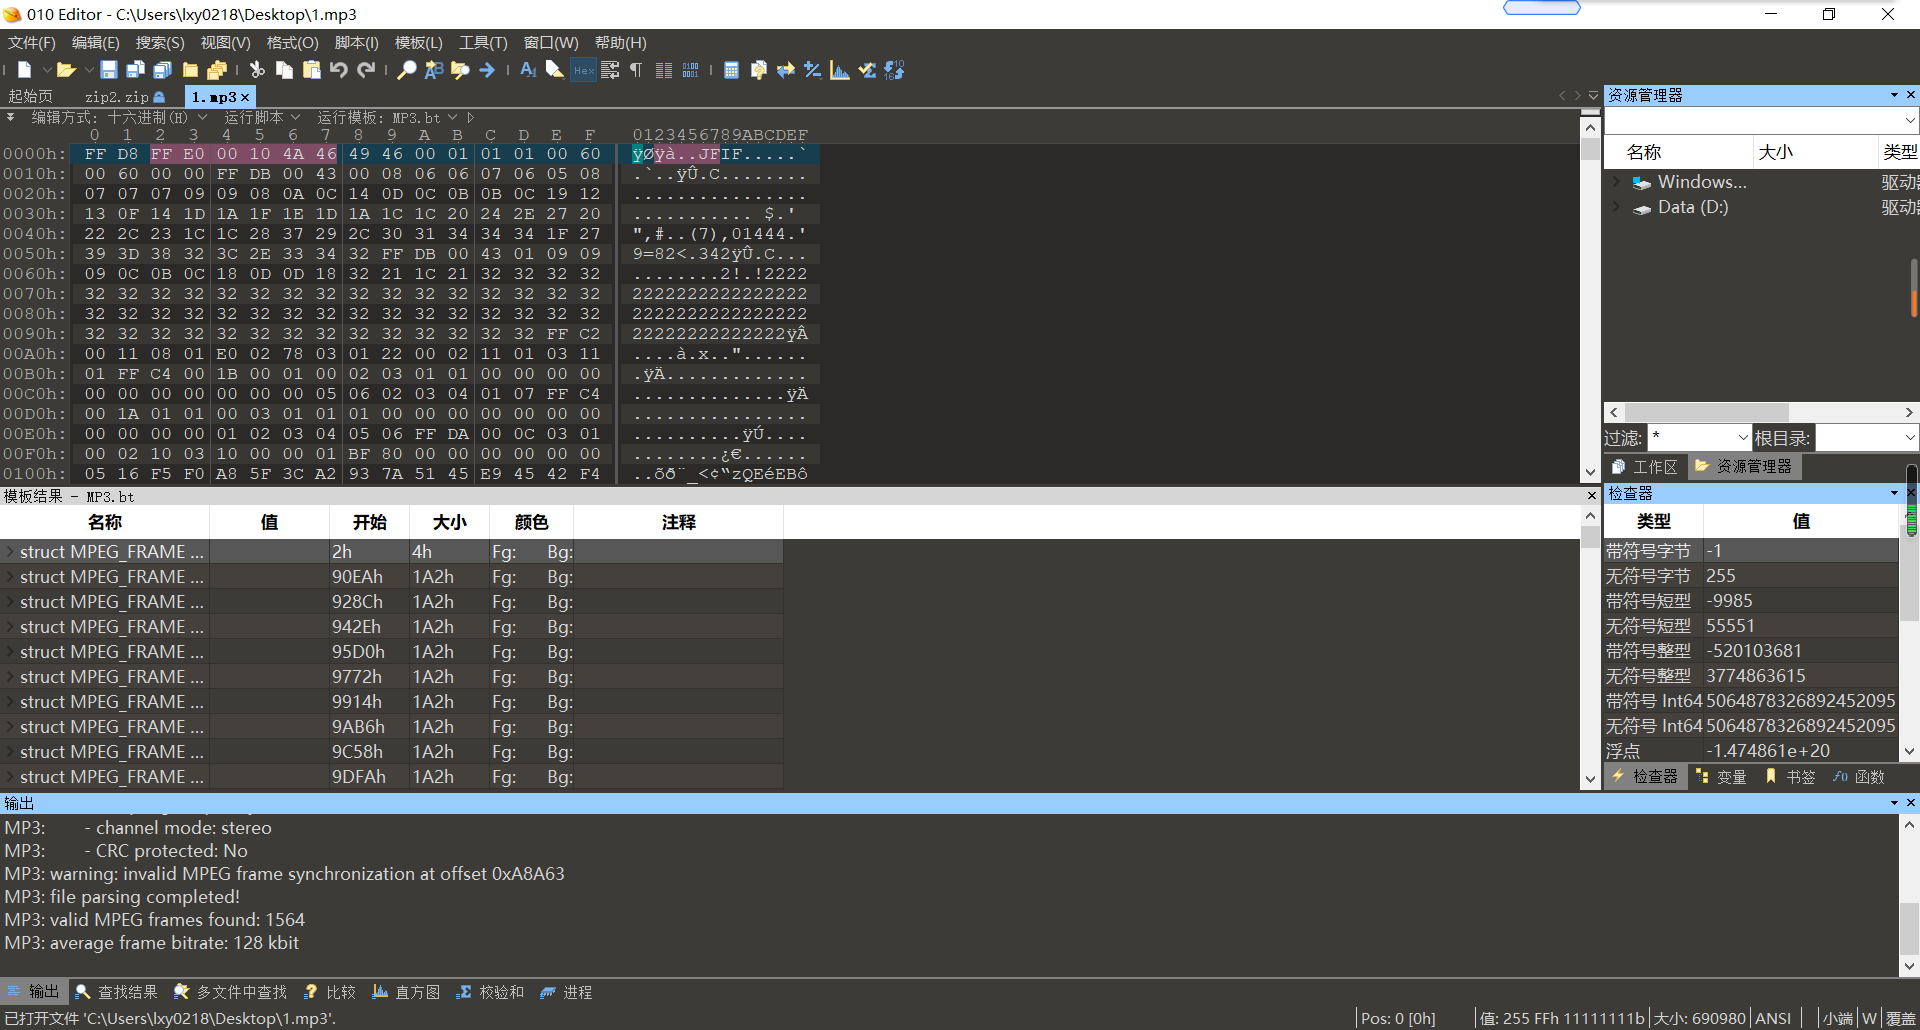 010 Editor - C:\Users\lxy0218\Desktop\1.mp3
文件(F) 编辑(E) 搜索(S) 视图(V) 格式(O) 脚本(I) 模板(L) 工具(T) 窗口(W) 帮助(H)
起始页 zip2.zip 1.mp3 ×
编辑方式: 十六进制(H) 运行脚本 运行模板: MP3.bt
0 1 2 3 4 5 6 7 8 9 A B C D E F 0123456789ABCDEF
0000h: FF D8 FF E0 00 10 4A 46 49 46 00 01 01 01 00 60 ÿØÿà..JFIF.....`
0010h: 00 60 00 00 FF DB 00 43 00 08 06 06 07 06 05 08 .`..ÿÛ.C........
0020h: 07 07 07 09 09 08 0A 0C 14 0D 0C 0B 0B 0C 19 12 ................
0030h: 13 0F 14 1D 1A 1F 1E 1D 1A 1C 1C 20 24 2E 27 20 ........... $.'
0040h: 22 2C 23 1C 1C 28 37 29 2C 30 31 34 34 34 1F 27 ",#..(7),01444.'
0050h: 39 3D 38 32 3C 2E 33 34 32 FF DB 00 43 01 09 09 9=82<.342ÿÛ.C...
0060h: 09 0C 0B 0C 18 0D 0D 18 32 21 1C 21 32 32 32 32 ........2!.!2222
0070h: 32 32 32 32 32 32 32 32 32 32 32 32 32 32 32 32 2222222222222222
0080h: 32 32 32 32 32 32 32 32 32 32 32 32 32 32 32 32 2222222222222222
0090h: 32 32 32 32 32 32 32 32 32 32 32 32 32 32 FF C2 22222222222222ÿÂ
00A0h: 00 11 08 01 E0 02 78 03 01 22 00 02 11 01 03 11 ....à.x.."......
00B0h: 01 FF C4 00 1B 00 01 00 02 03 01 01 00 00 00 00 .ÿÄ.............
00C0h: 00 00 00 00 00 00 00 05 06 02 03 04 01 07 FF C4 ..............ÿÄ
00D0h: 00 1A 01 01 00 03 01 01 01 00 00 00 00 00 00 00 ................
00E0h: 00 00 00 00 01 02 03 04 05 06 FF DA 00 0C 03 01 ..........ÿÚ....
00F0h: 00 02 10 03 10 00 00 01 BF 80 00 00 00 00 00 00 ........¿€......
0100h: 05 16 F5 F0 A8 5F 3C A2 93 7A 51 45 E9 45 42 F4 ..õð¨_<¢“zQEéEBô
模板结果 - MP3.bt
名称 值 开始 大小 颜色 注释
struct MPEG_FRAME ... 2h 4h Fg: Bg:
struct MPEG_FRAME ... 90EAh 1A2h Fg: Bg:
struct MPEG_FRAME ... 928Ch 1A2h Fg: Bg:
struct MPEG_FRAME ... 942Eh 1A2h Fg: Bg:
struct MPEG_FRAME ... 95D0h 1A2h Fg: Bg:
struct MPEG_FRAME ... 9772h 1A2h Fg: Bg:
struct MPEG_FRAME ... 9914h 1A2h Fg: Bg:
struct MPEG_FRAME ... 9AB6h 1A2h Fg: Bg:
struct MPEG_FRAME ... 9C58h 1A2h Fg: Bg:
struct MPEG_FRAME ... 9DFAh 1A2h Fg: Bg:
资源管理器
名称 大小 类型
Windows... 驱动器
Data (D:) 驱动器
过滤: * 根目录:
工作区 资源管理器
检查器
类型 值
带符号字节 -1
无符号字节 255
带符号短型 -9985
无符号短型 55551
带符号整型 -520103681
无符号整型 3774863615
带符号 Int64 5064878326892452095
无符号 Int64 5064878326892452095
浮点 -1.474861e+20
检查器 变量 书签 f() 函数
输出
MP3: - channel mode: stereo
MP3: - CRC protected: No
MP3: warning: invalid MPEG frame synchronization at offset 0xA8A63
MP3: file parsing completed!
MP3: valid MPEG frames found: 1564
MP3: average frame bitrate: 128 kbit
输出 查找结果 多文件中查找 比较 直方图 校验和 进程
已打开文件 'C:\Users\lxy0218\Desktop\1.mp3'. Pos: 0 [0h] 值: 255 FFh 11111111b 大小: 690980 ANSI 小端 W 覆盖